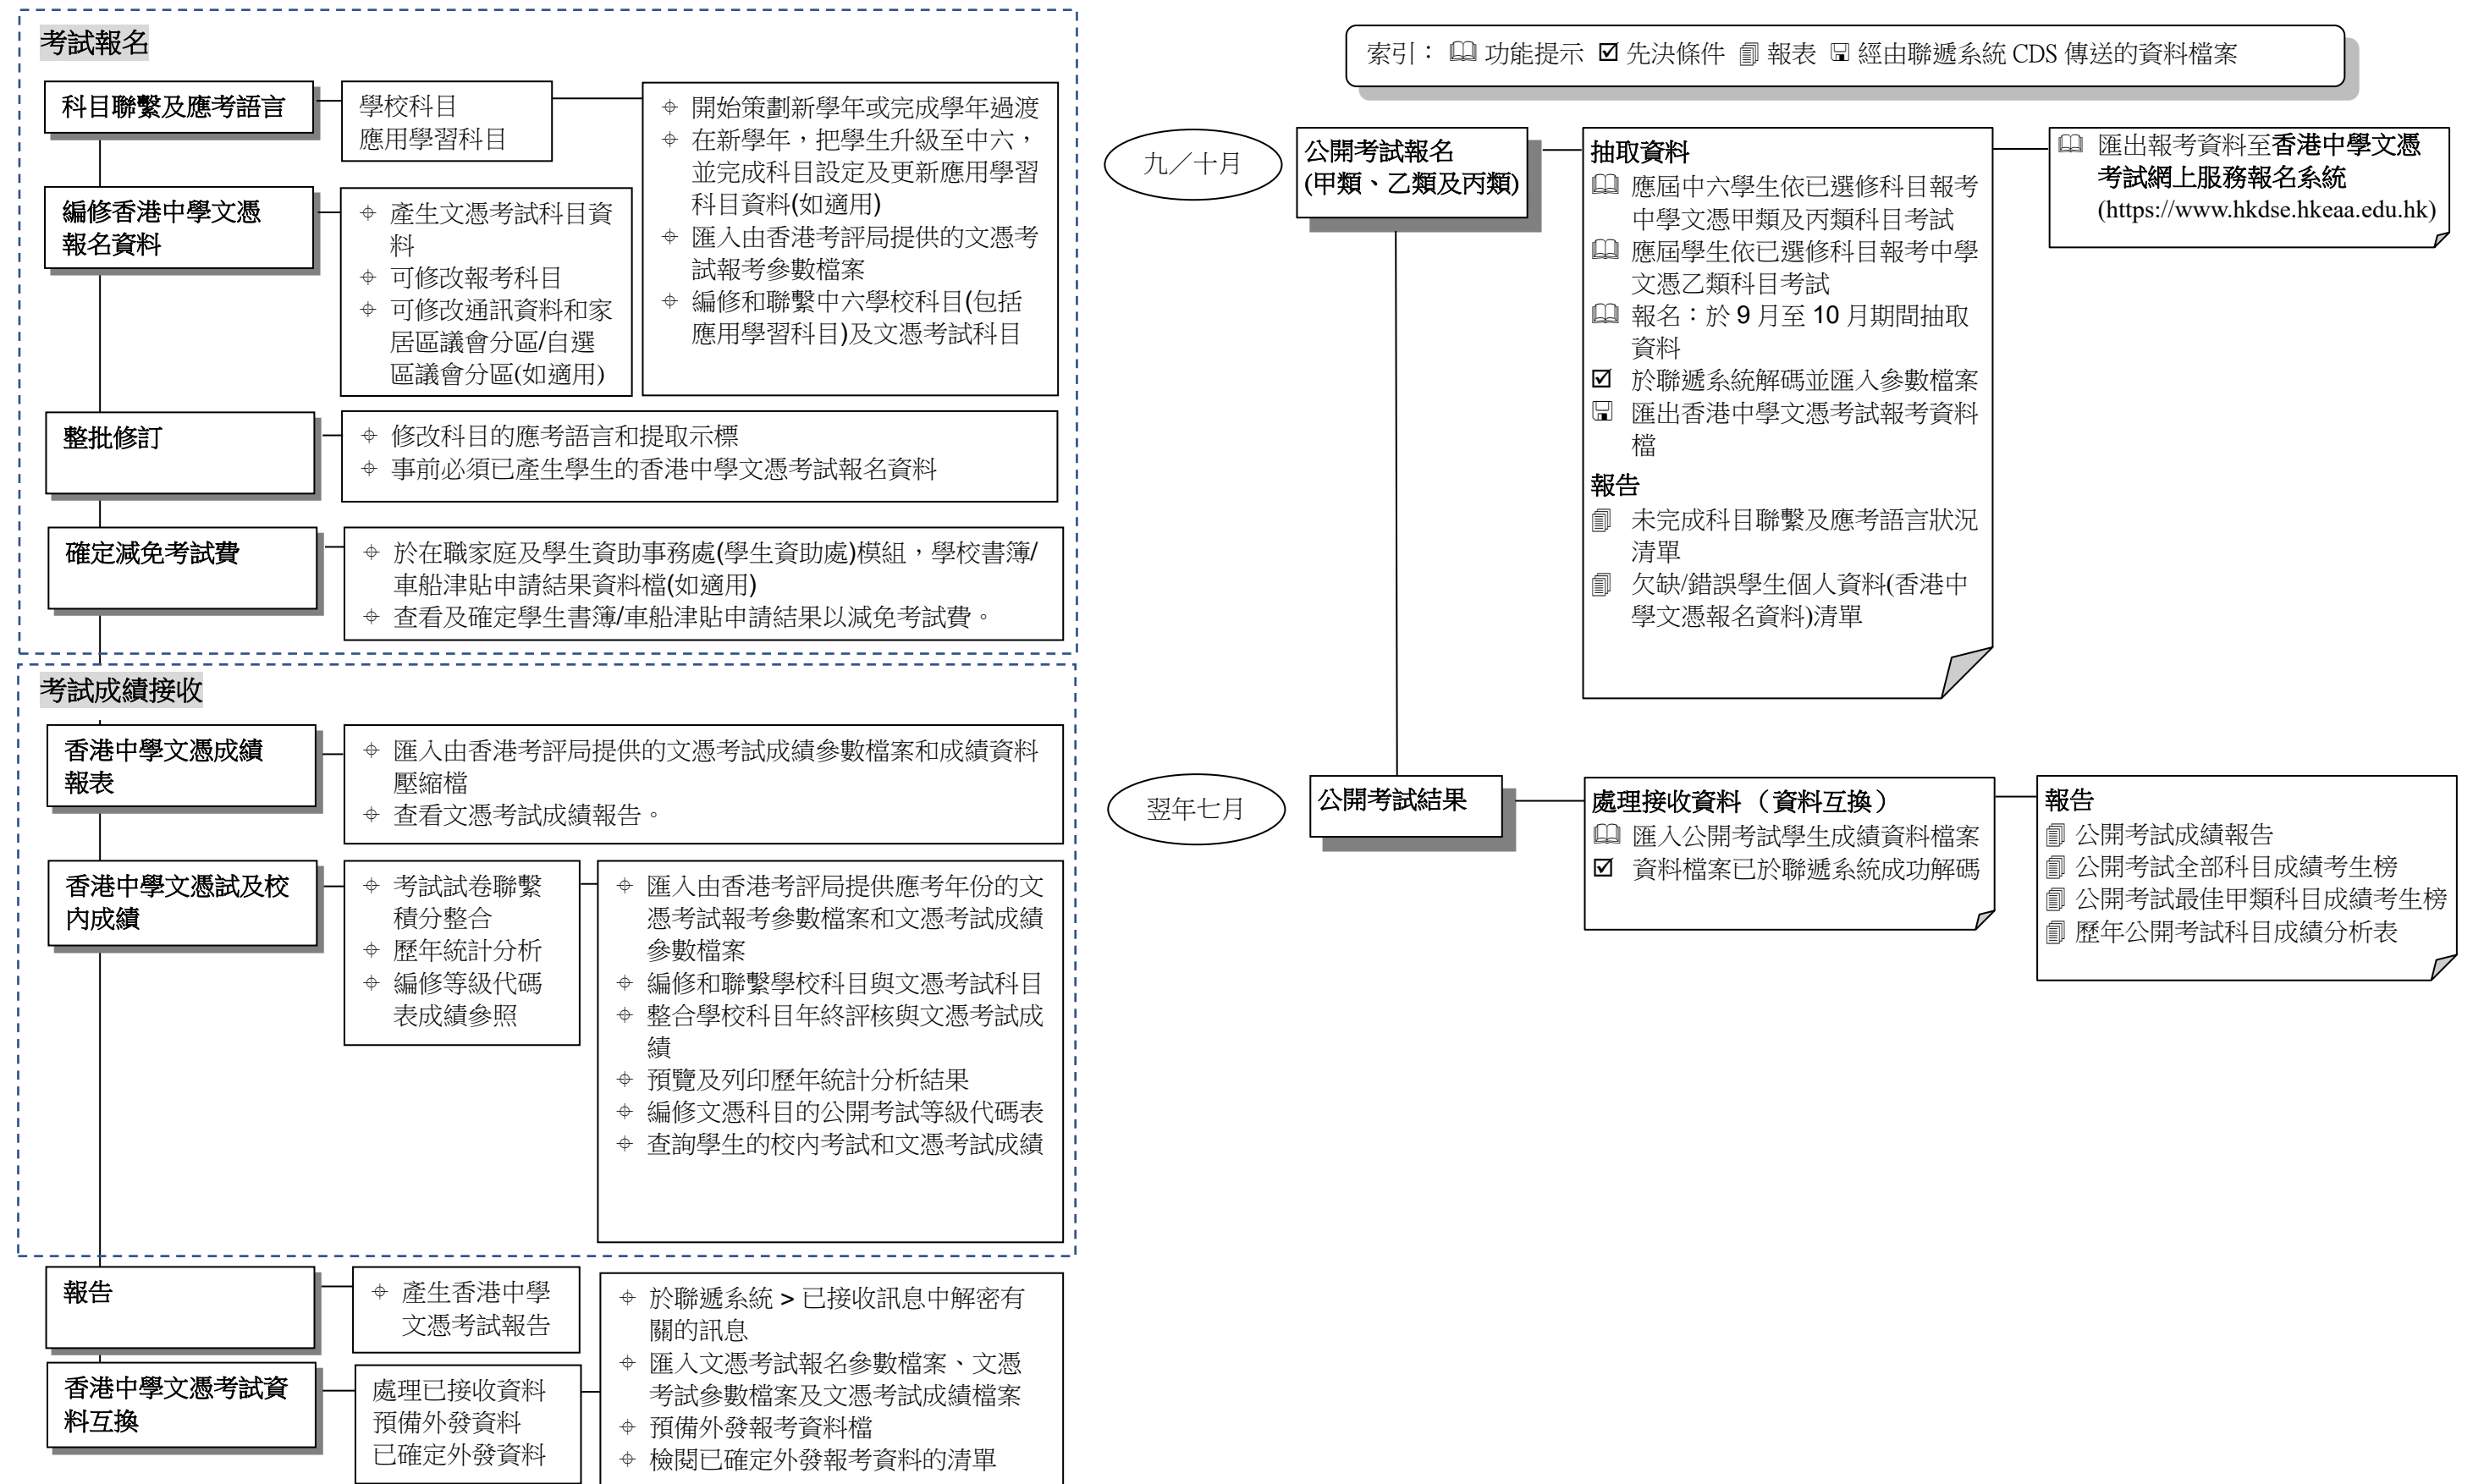 考試報名
科目聯繫及應考語言
學校科目
應用學習科目
開始策劃新學年或完成學年過渡
在新學年，把學生升級至中六，
並完成科目設定及更新應用學習
科目資料(如適用)
匯入由香港考評局提供的文憑考
試報考參數檔案
編修和聯繫中六學校科目(包括
應用學習科目)及文憑考試科目
編修香港中學文憑
報名資料
產生文憑考試科目資
料
可修改報考科目
可修改通訊資料和家
居區議會分區/自選
區議會分區(如適用)
整批修訂
修改科目的應考語言和提取示標
事前必須已產生學生的香港中學文憑考試報名資料
確定減免考試費
於在職家庭及學生資助事務處(學生資助處)模組，學校書簿/
車船津貼申請結果資料檔(如適用)
查看及確定學生書簿/車船津貼申請結果以減免考試費。
考試成績接收
香港中學文憑成績
報表
匯入由香港考評局提供的文憑考試成績參數檔案和成績資料
壓縮檔
查看文憑考試成績報告。
香港中學文憑試及校
內成績
考試試卷聯繫
積分整合
歷年統計分析
編修等級代碼
表成績參照
匯入由香港考評局提供應考年份的文
憑考試報考參數檔案和文憑考試成績
參數檔案
編修和聯繫學校科目與文憑考試科目
整合學校科目年終評核與文憑考試成
績
預覽及列印歷年統計分析結果
編修文憑科目的公開考試等級代碼表
查詢學生的校內考試和文憑考試成績
報告
產生香港中學
文憑考試報告
香港中學文憑考試資
料互換
處理已接收資料
預備外發資料
已確定外發資料
於聯遞系統 > 已接收訊息中解密有
關的訊息
匯入文憑考試報名參數檔案、文憑
考試參數檔案及文憑考試成績檔案
預備外發報考資料檔
檢閱已確定外發報考資料的清單
索引： 🕮 功能提示 ☑ 先決條件 🗐 報表 🖫 經由聯遞系統 CDS 傳送的資料檔案
九／十月
公開考試報名
(甲類、乙類及丙類)
抽取資料
🕮 應屆中六學生依已選修科目報考
中學文憑甲類及丙類科目考試
🕮 應屆學生依已選修科目報考中學
文憑乙類科目考試
🕮 報名：於 9 月至 10 月期間抽取
資料
☑ 於聯遞系統解碼並匯入參數檔案
🖫 匯出香港中學文憑考試報考資料
檔
報告
🗐 未完成科目聯繫及應考語言狀況
清單
🗐 欠缺/錯誤學生個人資料(香港中
學文憑報名資料)清單
🕮 匯出報考資料至香港中學文憑
考試網上服務報名系統
(https://www.hkdse.hkeaa.edu.hk)
翌年七月
公開考試結果
處理接收資料 （資料互換）
🕮 匯入公開考試學生成績資料檔案
☑ 資料檔案已於聯遞系統成功解碼
報告
🗐 公開考試成績報告
🗐 公開考試全部科目成績考生榜
🗐 公開考試最佳甲類科目成績考生榜
🗐 歷年公開考試科目成績分析表